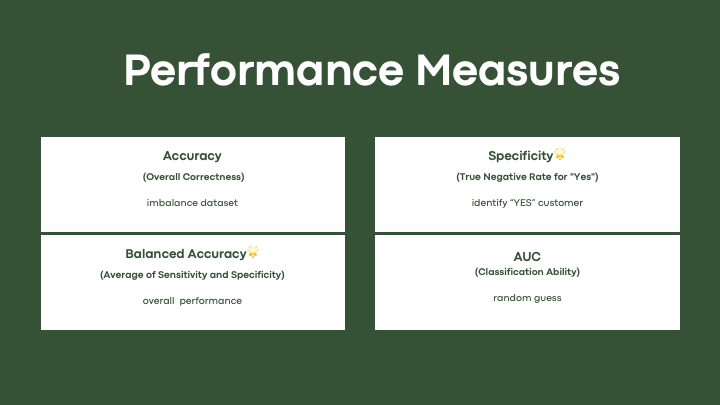 Performance Measures
Accuracy
(Overall Correctness)
imbalance dataset
Specificity🌟
(True Negative Rate for "Yes")
identify “YES” customer
Balanced Accuracy🌟
(Average of Sensitivity and Specificity)
overall  performance
AUC
(Classification Ability)
random guess